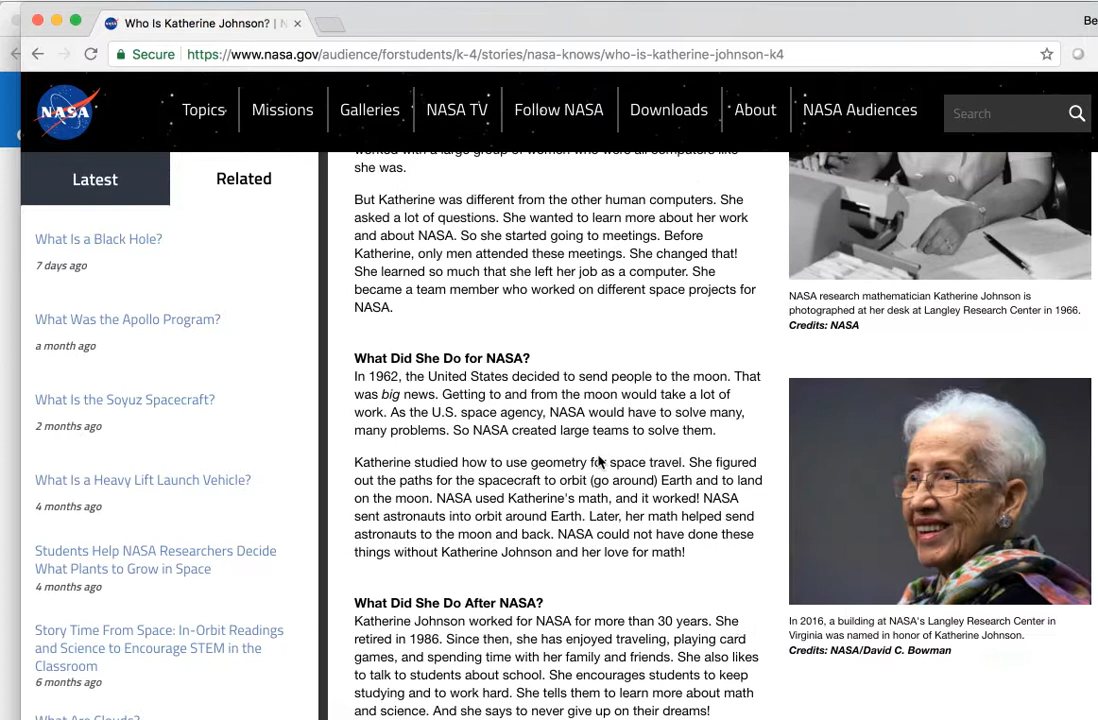 Who Is Katherine Johnson? | N
Be
Secure https://www.nasa.gov/audience/forstudents/k-4/stories/nasa-knows/who-is-katherine-johnson-k4
NASA
Topics
Missions
Galleries
NASA TV
Follow NASA
Downloads
About
NASA Audiences
Search
Latest
Related
What Is a Black Hole?
7 days ago
What Was the Apollo Program?
a month ago
What Is the Soyuz Spacecraft?
2 months ago
What Is a Heavy Lift Launch Vehicle?
4 months ago
Students Help NASA Researchers Decide
What Plants to Grow in Space
4 months ago
Story Time From Space: In-Orbit Readings
and Science to Encourage STEM in the
Classroom
6 months ago
What Are Clouds?
worked with a large group of women who were all computers like
she was.
But Katherine was different from the other human computers. She
asked a lot of questions. She wanted to learn more about her work
and about NASA. So she started going to meetings. Before
Katherine, only men attended these meetings. She changed that!
She learned so much that she left her job as a computer. She
became a team member who worked on different space projects for
NASA.
What Did She Do for NASA?
In 1962, the United States decided to send people to the moon. That
was big news. Getting to and from the moon would take a lot of
work. As the U.S. space agency, NASA would have to solve many,
many problems. So NASA created large teams to solve them.
Katherine studied how to use geometry for space travel. She figured
out the paths for the spacecraft to orbit (go around) Earth and to land
on the moon. NASA used Katherine's math, and it worked! NASA
sent astronauts into orbit around Earth. Later, her math helped send
astronauts to the moon and back. NASA could not have done these
things without Katherine Johnson and her love for math!
What Did She Do After NASA?
Katherine Johnson worked for NASA for more than 30 years. She
retired in 1986. Since then, she has enjoyed traveling, playing card
games, and spending time with her family and friends. She also likes
to talk to students about school. She encourages students to keep
studying and to work hard. She tells them to learn more about math
and science. And she says to never give up on their dreams!
NASA research mathematician Katherine Johnson is
photographed at her desk at Langley Research Center in 1966.
Credits: NASA
In 2016, a building at NASA's Langley Research Center in
Virginia was named in honor of Katherine Johnson.
Credits: NASA/David C. Bowman